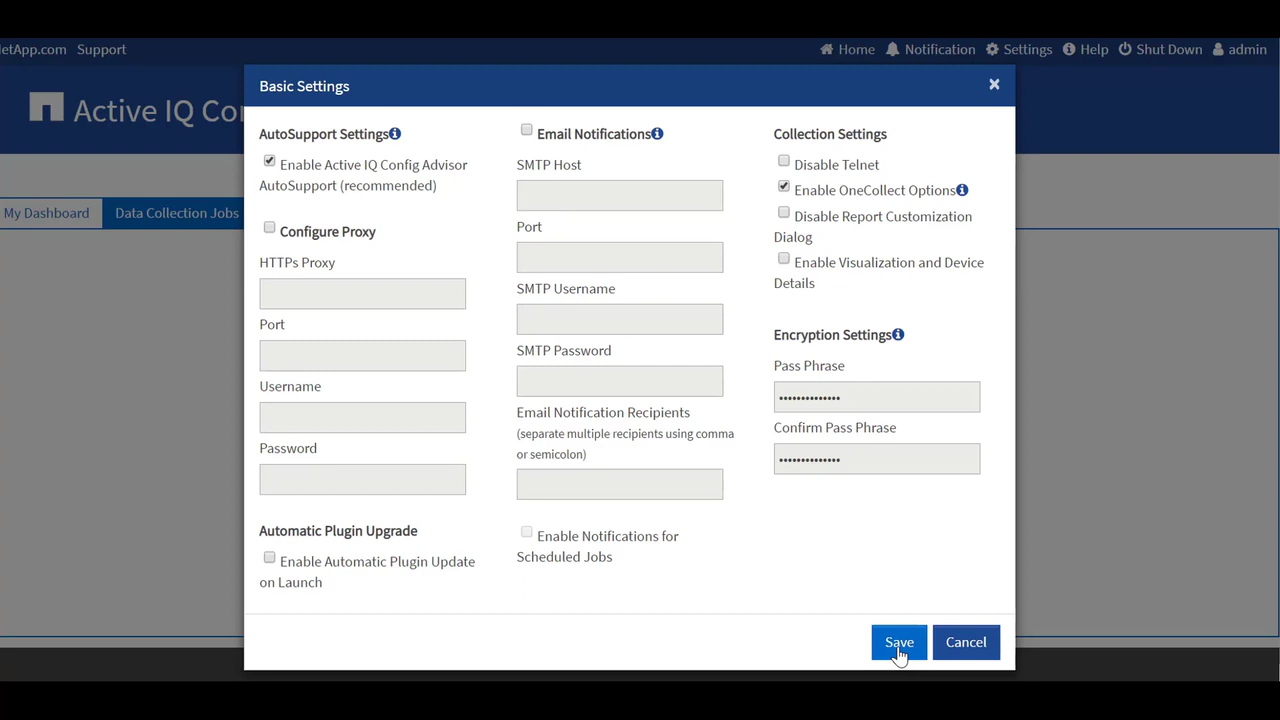 etApp.com Support
Home Notification Settings Help Shut Down admin
Active IQ Cor
My Dashboard
Data Collection Jobs
Basic Settings
×
AutoSupport Settings
Enable Active IQ Config Advisor
AutoSupport (recommended)
Configure Proxy
HTTPs Proxy
Port
Username
Password
Automatic Plugin Upgrade
Enable Automatic Plugin Update
on Launch
Email Notifications
SMTP Host
Port
SMTP Username
SMTP Password
Email Notification Recipients
(separate multiple recipients using comma
or semicolon)
Enable Notifications for
Scheduled Jobs
Collection Settings
Disable Telnet
Enable OneCollect Options
Disable Report Customization
Dialog
Enable Visualization and Device
Details
Encryption Settings
Pass Phrase
••••••••••••••
Confirm Pass Phrase
••••••••••••••
Save
Cancel